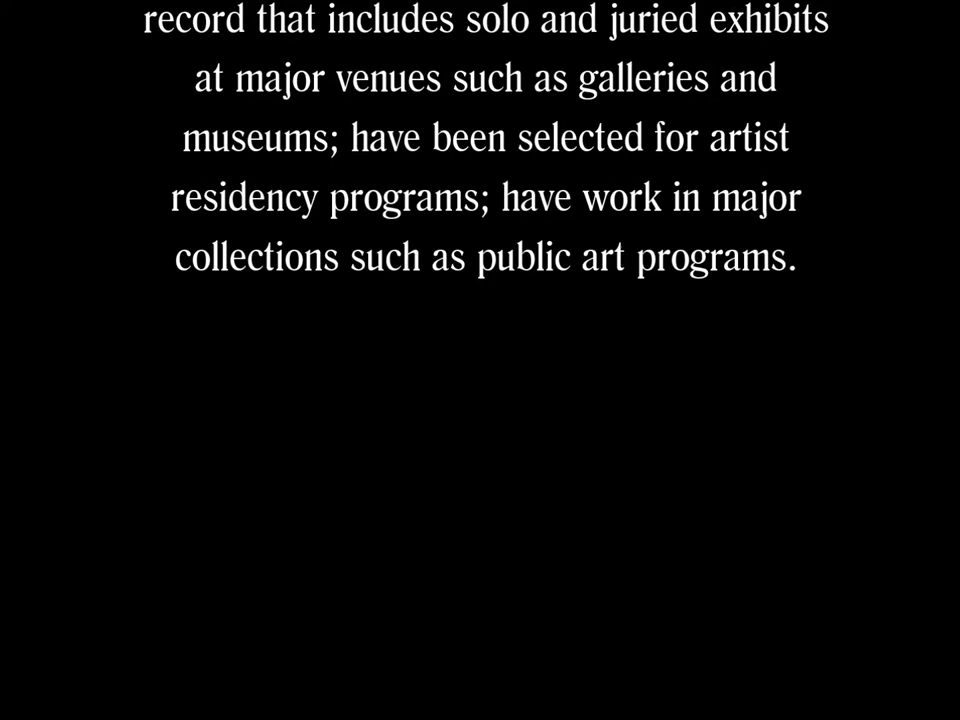 record that includes solo and juried exhibits
at major venues such as galleries and
museums; have been selected for artist
residency programs; have work in major
collections such as public art programs.